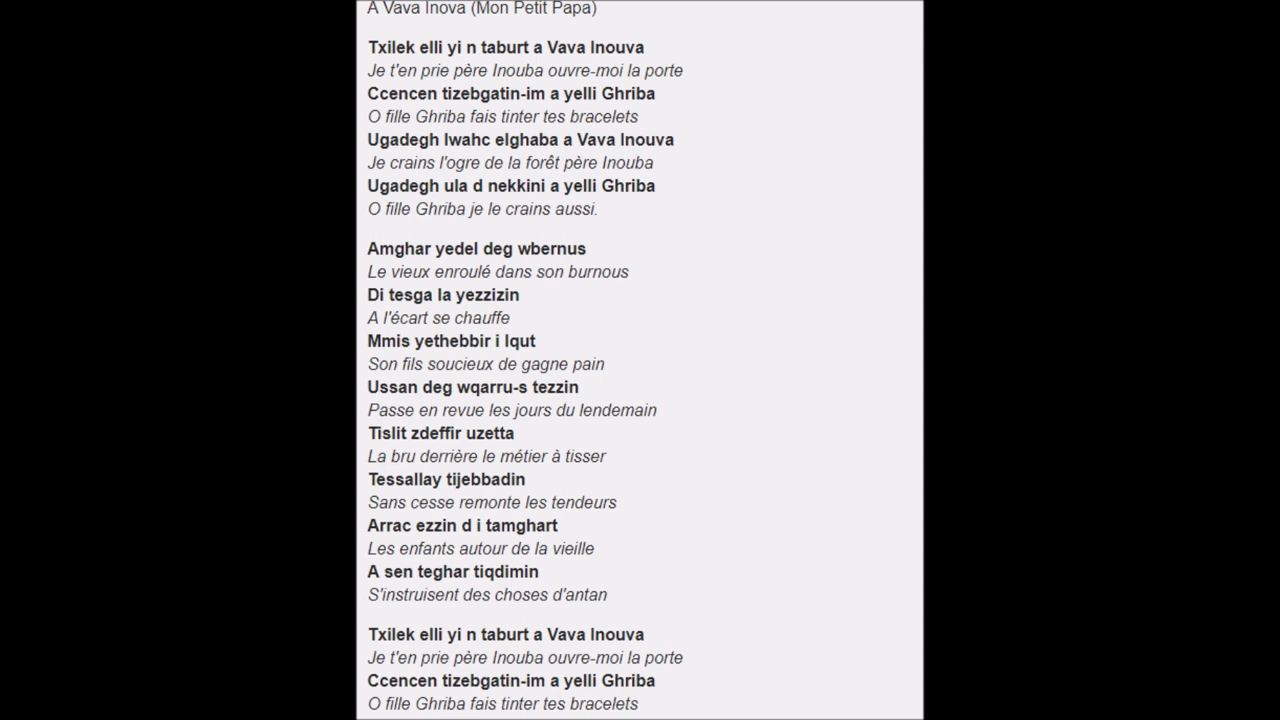 A Vava Inova (Mon Petit Papa)
Txilek elli yi n taburt a Vava Inouva
Je t'en prie père Inouba ouvre-moi la porte
Ccencen tizebgatin-im a yelli Ghriba
O fille Ghriba fais tinter tes bracelets
Ugadegh lwahc elghaba a Vava Inouva
Je crains l'ogre de la forêt père Inouba
Ugadegh ula d nekkini a yelli Ghriba
O fille Ghriba je le crains aussi.
Amghar yedel deg wbernus
Le vieux enroulé dans son burnous
Di tesga la yezzizin
A l'écart se chauffe
Mmis yethebbir i lqut
Son fils soucieux de gagne pain
Ussan deg wqarru-s tezzin
Passe en revue les jours du lendemain
Tislit zdeffir uzetta
La bru derrière le métier à tisser
Tessallay tijebbadin
Sans cesse remonte les tendeurs
Arrac ezzin d i tamghart
Les enfants autour de la vieille
A sen teghar tiqdimin
S'instruisent des choses d'antan
Txilek elli yi n taburt a Vava Inouva
Je t'en prie père Inouba ouvre-moi la porte
Ccencen tizebgatin-im a yelli Ghriba
O fille Ghriba fais tinter tes bracelets